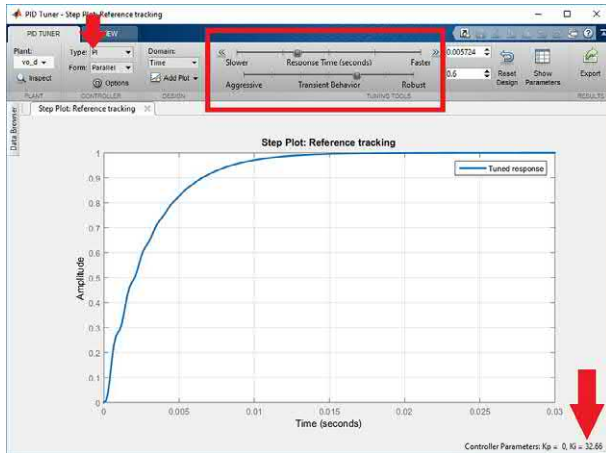 PID Tuner - Step Plot: Reference tracking
PID TUNER
VIEW
Plant:
vo_d
Inspect
PLANT
Type: PI
Form: Parallel
Options
CONTROLLER
Domain:
Time
Add Plot
DESIGN
Slower
Response Time (seconds)
Faster
Aggressive
Transient Behavior
Robust
TUNING TOOLS
0.005724
0.6
Reset
Design
Show
Parameters
Export
RESULTS
Data Browser
Step Plot: Reference tracking
Step Plot: Reference tracking
Tuned response
Amplitude
1
0.9
0.8
0.7
0.6
0.5
0.4
0.3
0.2
0.1
0
0 0.005 0.01 0.015 0.02 0.025 0.03
Time (seconds)
Controller Parameters: Kp = 0, Ki = 32.66